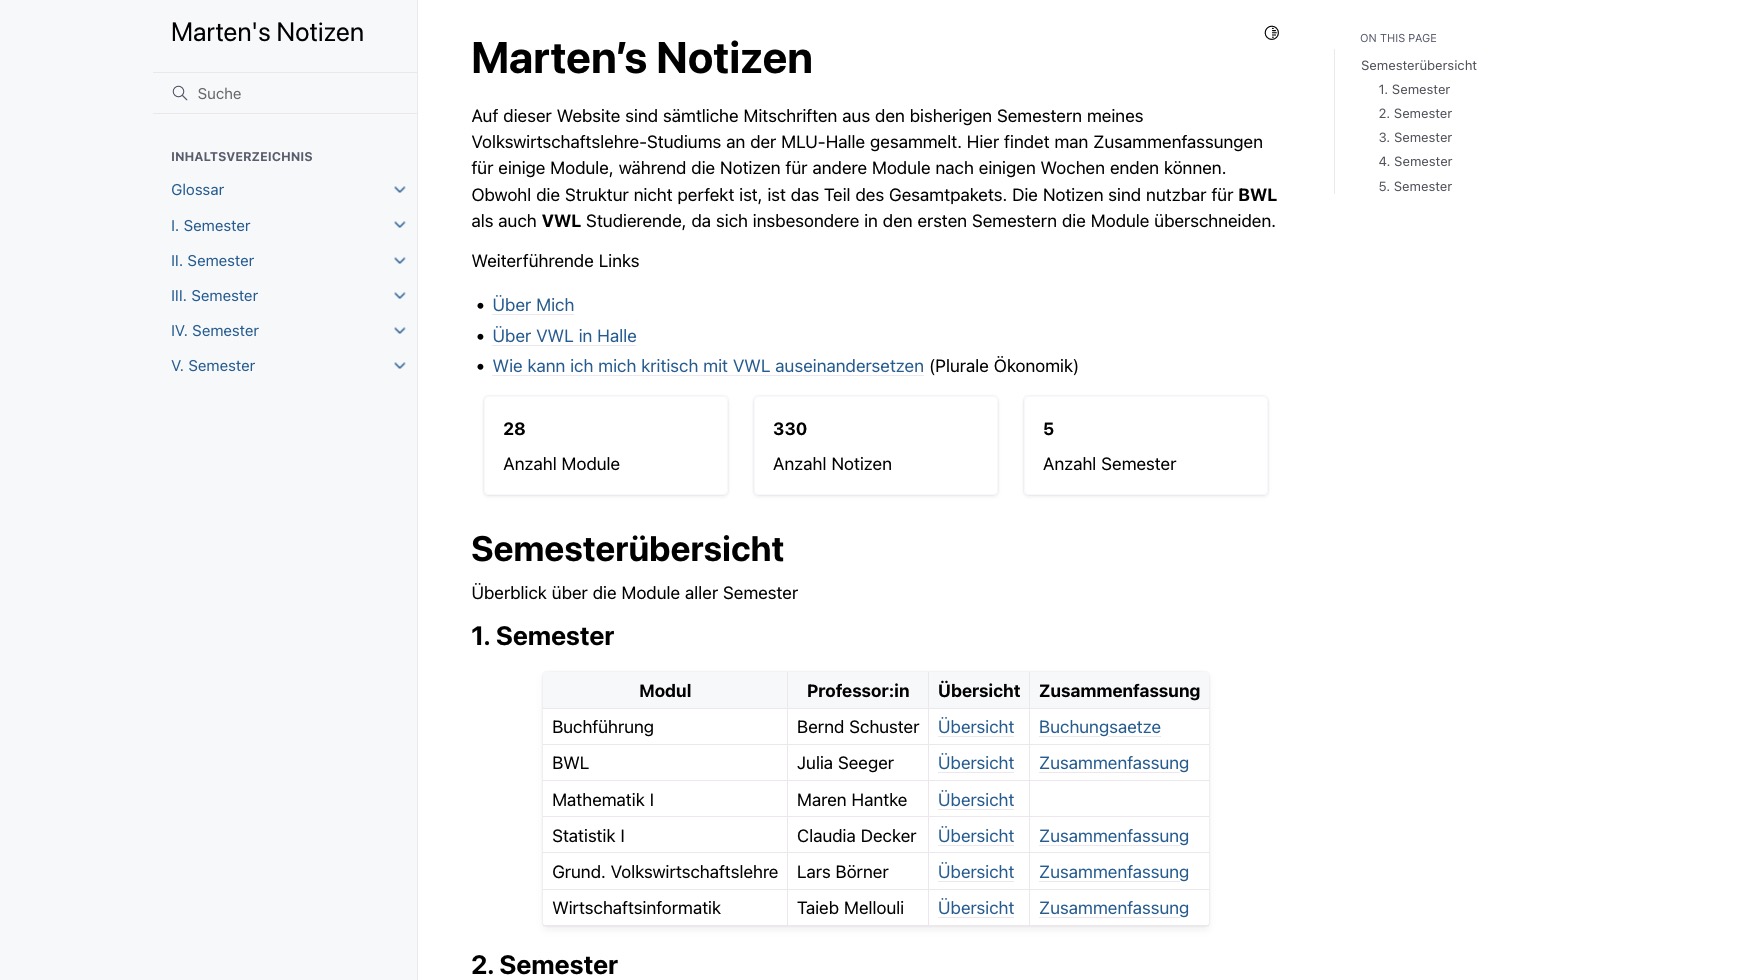 Marten's Notizen
Suche
INHALTSVERZEICHNIS
Glossar
I. Semester
II. Semester
III. Semester
IV. Semester
V. Semester
Marten’s Notizen
Auf dieser Website sind sämtliche Mitschriften aus den bisherigen Semestern meines
Volkswirtschaftslehre-Studiums an der MLU-Halle gesammelt. Hier findet man Zusammenfassungen
für einige Module, während die Notizen für andere Module nach einigen Wochen enden können.
Obwohl die Struktur nicht perfekt ist, ist das Teil des Gesamtpakets. Die Notizen sind nutzbar für BWL
als auch VWL Studierende, da sich insbesondere in den ersten Semestern die Module überschneiden.
Weiterführende Links
• Über Mich
• Über VWL in Halle
• Wie kann ich mich kritisch mit VWL auseinandersetzen (Plurale Ökonomik)
28
Anzahl Module
330
Anzahl Notizen
5
Anzahl Semester
Semesterübersicht
Überblick über die Module aller Semester
1. Semester
Modul Professor:in Übersicht Zusammenfassung
Buchführung Bernd Schuster Übersicht Buchungsaetze
BWL Julia Seeger Übersicht Zusammenfassung
Mathematik I Maren Hantke Übersicht
Statistik I Claudia Decker Übersicht Zusammenfassung
Grund. Volkswirtschaftslehre Lars Börner Übersicht Zusammenfassung
Wirtschaftsinformatik Taieb Mellouli Übersicht Zusammenfassung
2. Semester
ON THIS PAGE
Semesterübersicht
1. Semester
2. Semester
3. Semester
4. Semester
5. Semester